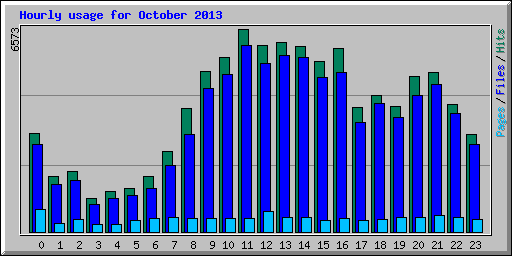 Hourly usage for October 2013
6573
Pages / Files / Hits
0 1 2 3 4 5 6 7 8 9 10 11 12 13 14 15 16 17 18 19 20 21 22 23